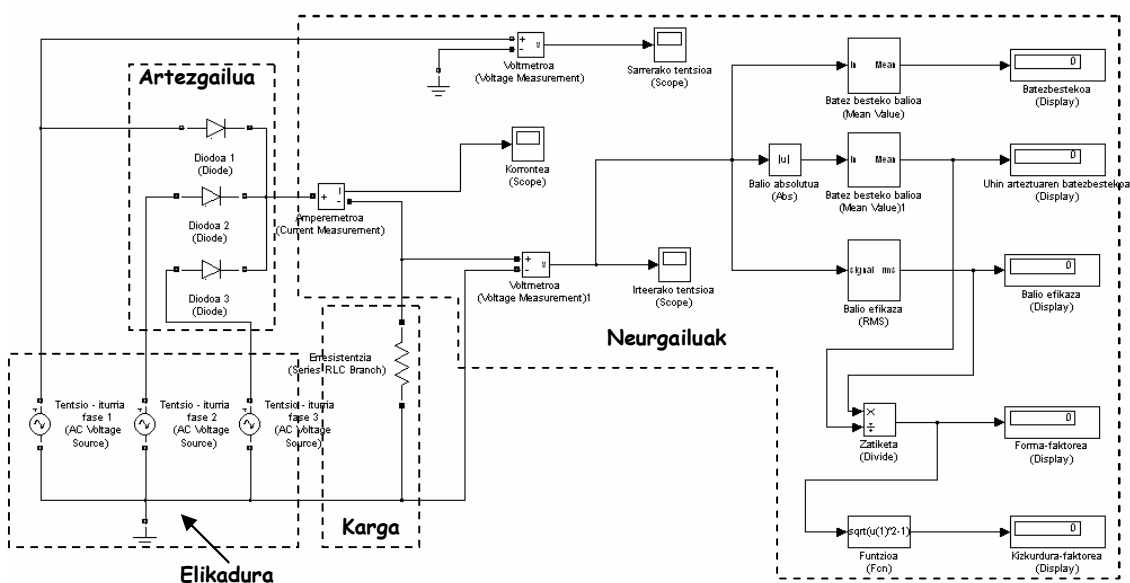 +
-
v
Voltmetroa
(Voltage Measurement)
Sarrerako tentsioa
(Scope)
In Mean
Batez besteko balioa
(Mean Value)
0
Batezbestekoa
(Display)
Artezgailua
Diodoa 1
(Diode)
Diodoa 2
(Diode)
Diodoa 3
(Diode)
+
i
-
Amperemetroa
(Current Measurement)
Korrontea
(Scope)
|u|
Balio absolutua
(Abs)
In Mean
Batez besteko balioa
(Mean Value)1
0
Uhin arteztuaren batezbestekoa
(Display)
+
-
v
Voltmetroa
(Voltage Measurement)1
Irteerako tentsioa
(Scope)
signal rms
Balio efikaza
(RMS)
0
Balio efikaza
(Display)
Neurgailuak
Erresistentzia
(Series RLC Branch)
Karga
Tentsio - iturria
fase 1
(AC Voltage
Source)
Tentsio - iturria
fase 2
(AC Voltage
Source)
Tentsio - iturria
fase 3
(AC Voltage
Source)
Elikadura
×
÷
Zatiketa
(Divide)
0
Forma-faktorea
(Display)
sqrt(u(1)^2-1)
Funtzioa
(Fcn)
0
Kizkurdura-faktorea
(Display)